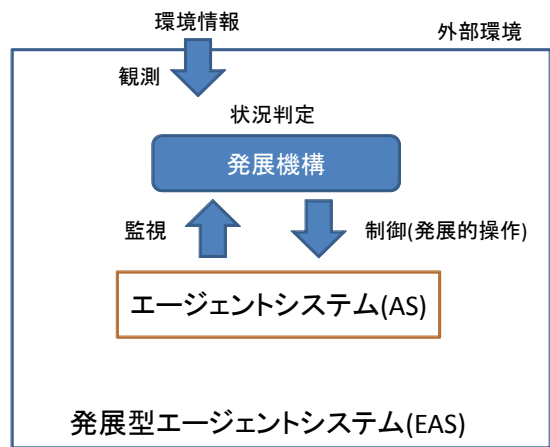 環境情報
外部環境
観測
状況判定
発展機構
監視
制御(発展的操作)
エージェントシステム(AS)
発展型エージェントシステム(EAS)